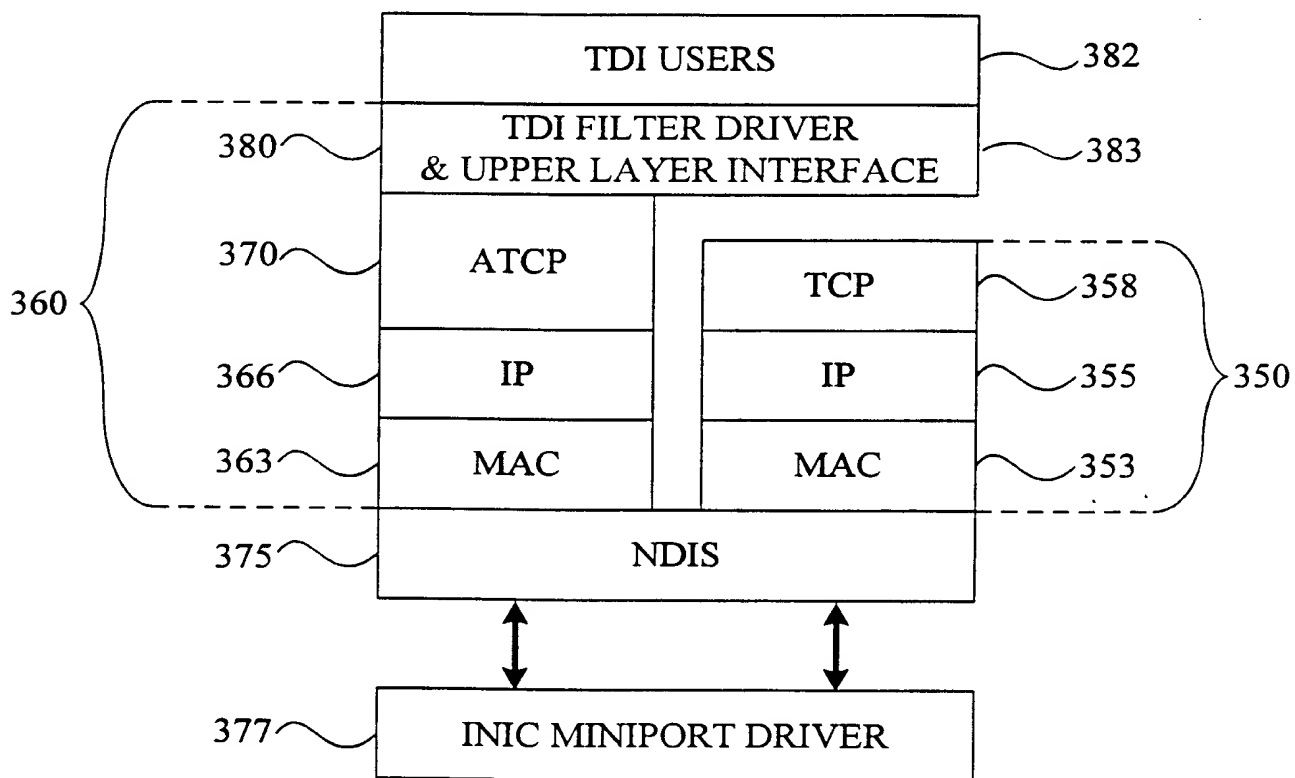 TDI USERS
382
380
TDI FILTER DRIVER
& UPPER LAYER INTERFACE
383
360
370
ATCP
TCP
358
366
IP
IP
355
350
363
MAC
MAC
353
375
NDIS
377
INIC MINIPORT DRIVER